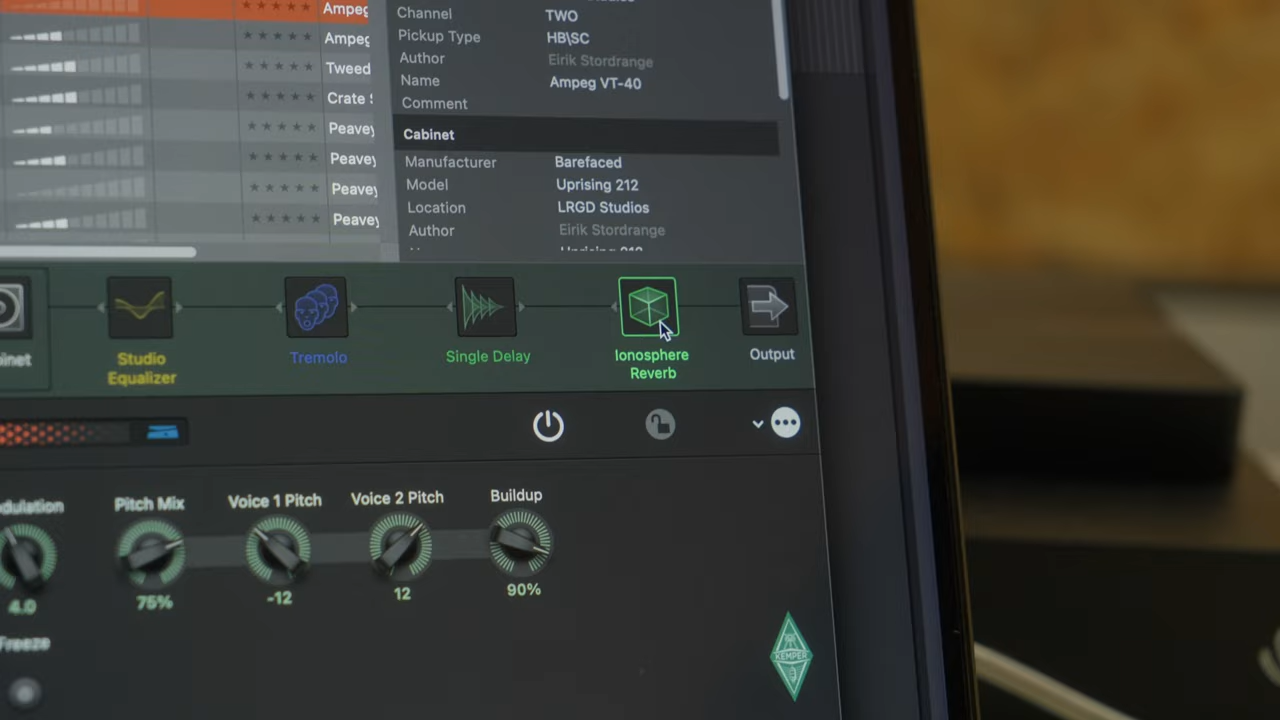 Ampeg
Ampeg
Tweed
Crate
Peavey
Peavey
Peavey
Peavey
Channel TWO
Pickup Type HB\SC
Author Eirik Stordrange
Name Ampeg VT-40
Comment
Cabinet
Manufacturer Barefaced
Model Uprising 212
Location LRGD Studios
Author Eirik Stordrange
Studio
Equalizer
Tremolo
Single Delay
Ionosphere
Reverb
Output
Pitch Mix
75%
Voice 1 Pitch
-12
Voice 2 Pitch
12
Buildup
90%
4.0
Freeze
KEMPER